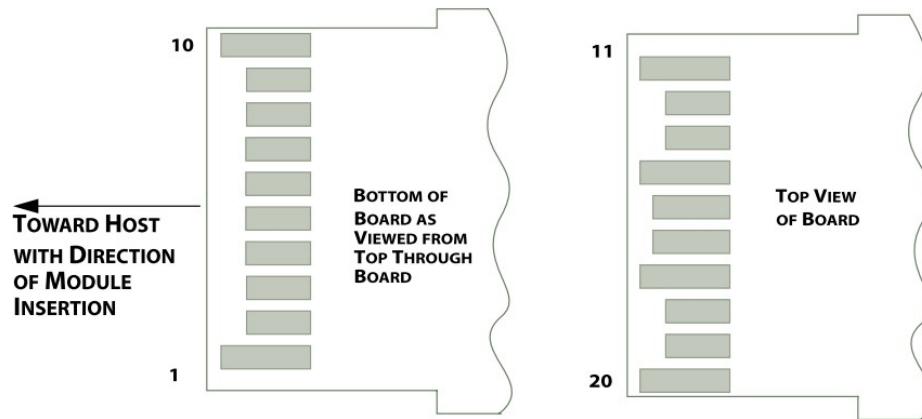 10
11
Bottom of
Board as
Viewed from
Top Through
Board
Top View
of Board
Toward Host
with Direction
of Module
Insertion
1
20